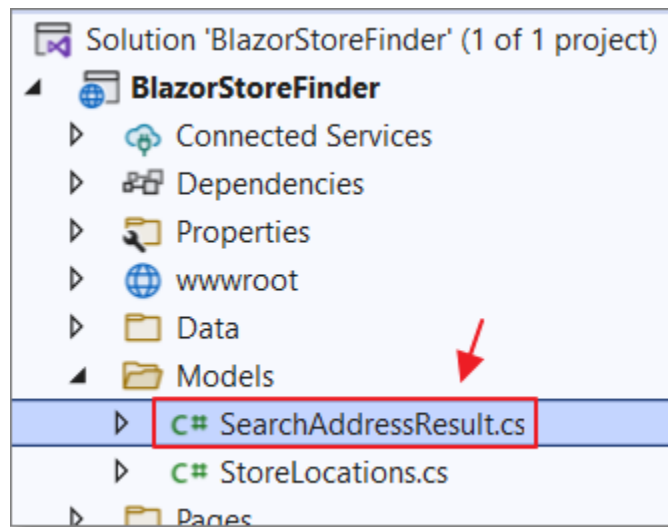 Solution 'BlazorStoreFinder' (1 of 1 project)
BlazorStoreFinder
Connected Services
Dependencies
Properties
wwwroot
Data
Models
C# SearchAddressResult.cs
C# StoreLocations.cs
Pages